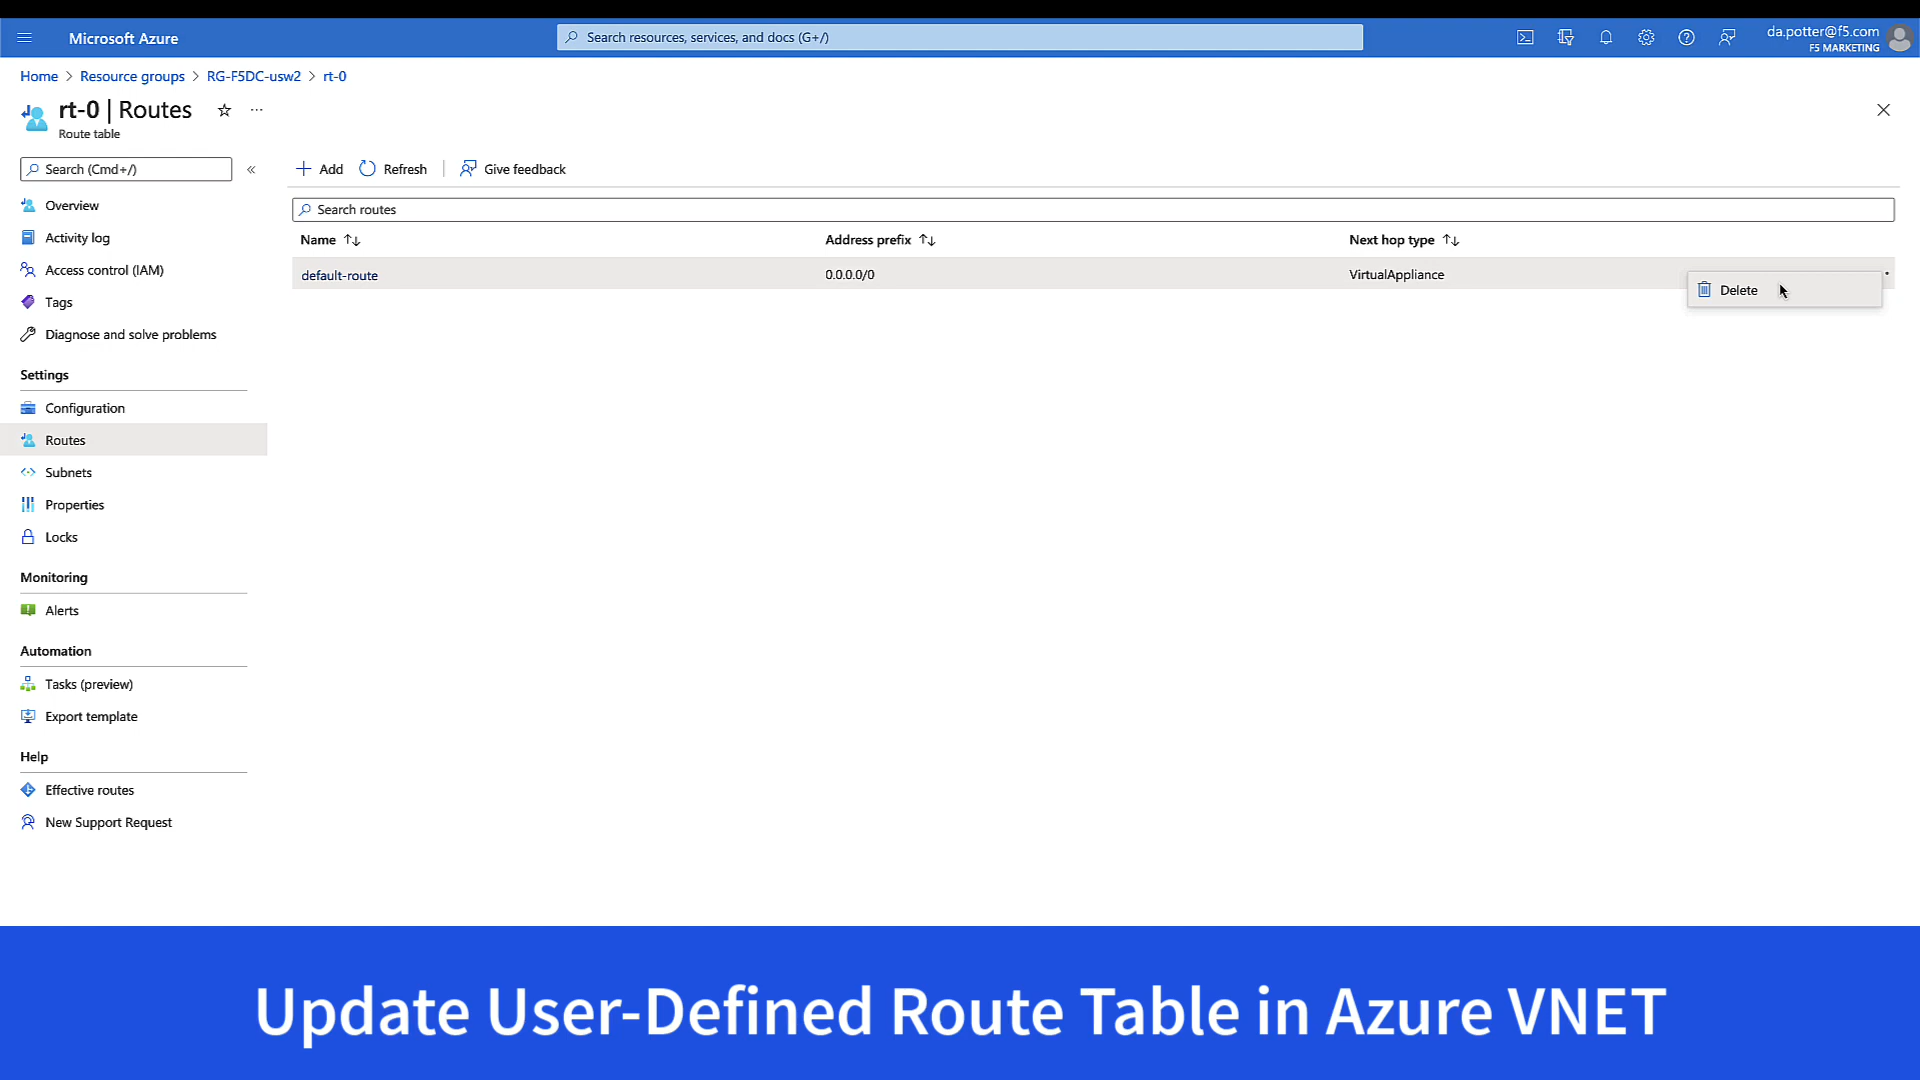 Microsoft Azure
Search resources, services, and docs (G+/)
da.potter@f5.com
F5 MARKETING
Home > Resource groups > RG-F5DC-usw2 > rt-0
rt-0 | Routes
Route table
Search (Cmd+/)
Add
Refresh
Give feedback
Overview
Activity log
Access control (IAM)
Tags
Diagnose and solve problems
Settings
Configuration
Routes
Subnets
Properties
Locks
Monitoring
Alerts
Automation
Tasks (preview)
Export template
Help
Effective routes
New Support Request
Search routes
Name Address prefix Next hop type
default-route 0.0.0.0/0 VirtualAppliance
Delete
Update User-Defined Route Table in Azure VNET